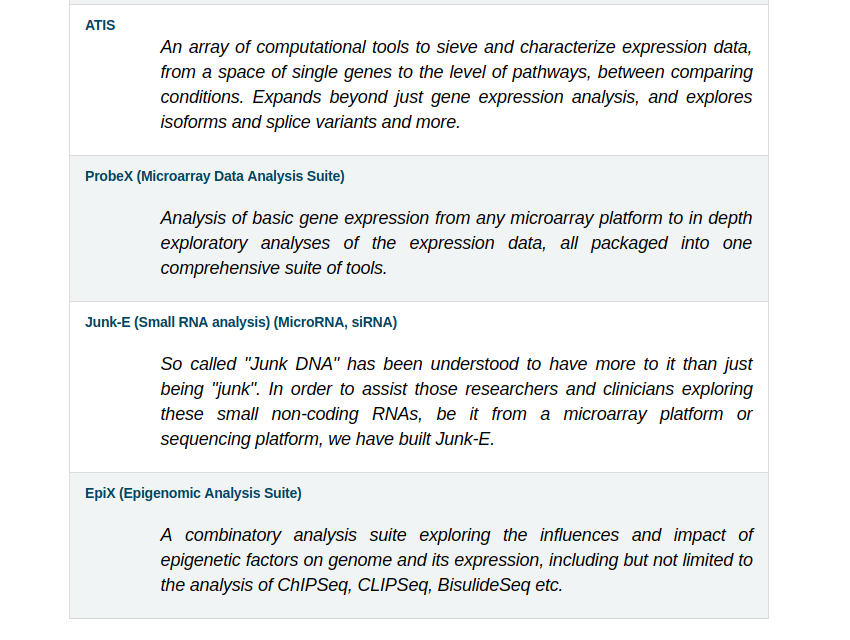 ATIS
An array of computational tools to sieve and characterize expression data,
from a space of single genes to the level of pathways, between comparing
conditions. Expands beyond just gene expression analysis, and explores
isoforms and splice variants and more.
ProbeX (Microarray Data Analysis Suite)
Analysis of basic gene expression from any microarray platform to in depth
exploratory analyses of the expression data, all packaged into one
comprehensive suite of tools.
Junk-E (Small RNA analysis) (MicroRNA, siRNA)
So called "Junk DNA" has been understood to have more to it than just
being "junk". In order to assist those researchers and clinicians exploring
these small non-coding RNAs, be it from a microarray platform or
sequencing platform, we have built Junk-E.
EpiX (Epigenomic Analysis Suite)
A combinatory analysis suite exploring the influences and impact of
epigenetic factors on genome and its expression, including but not limited to
the analysis of ChIPSeq, CLIPSeq, BisulideSeq etc.